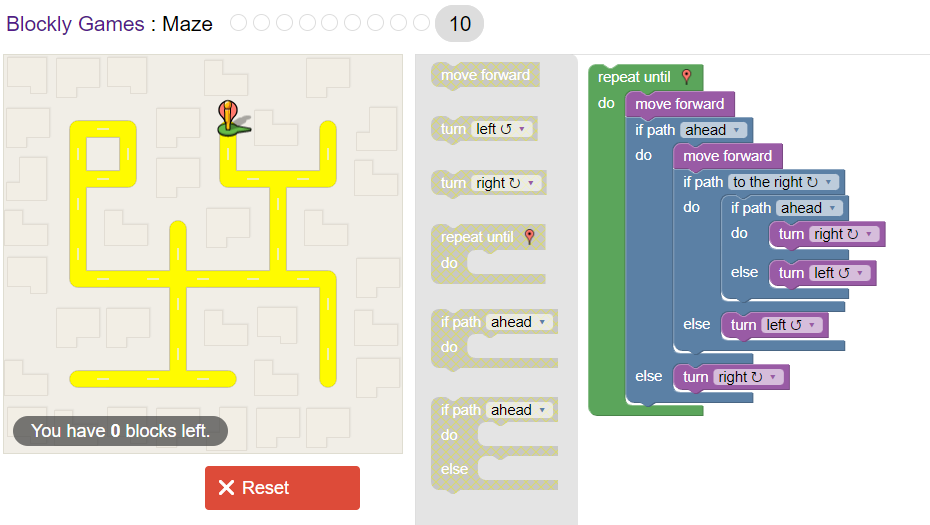 Blockly Games : Maze 10
You have 0 blocks left.
Reset
move forward
turn left ↺ ▾
turn right ↻ ▾
repeat until
do
if path ahead ▾
do
if path ahead ▾
do
else
repeat until
do move forward
if path ahead ▾
do move forward
if path to the right ↻ ▾
do if path ahead ▾
do turn right ↻ ▾
else turn left ↺ ▾
else turn left ↺ ▾
else turn right ↻ ▾